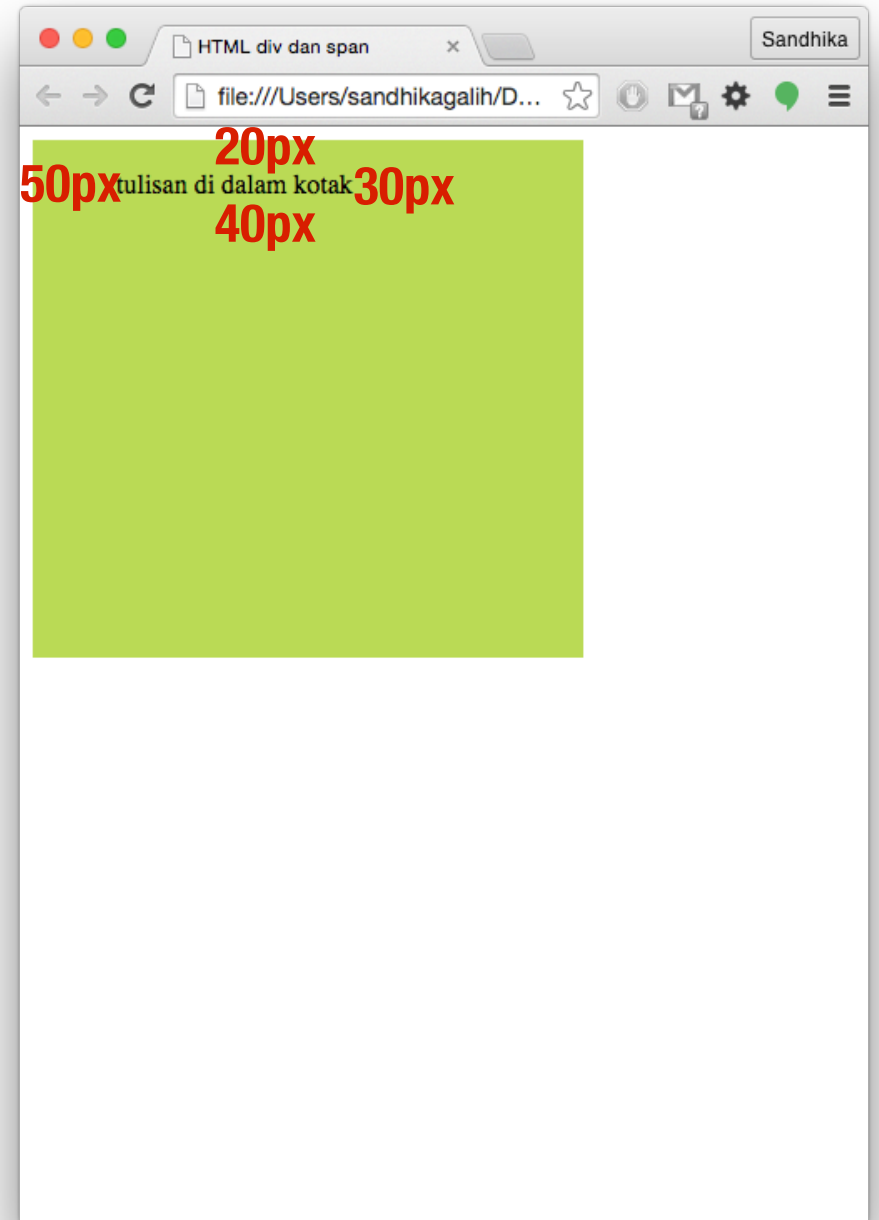 HTML div dan span
Sandhika
file:///Users/sandhikagalih/D...
20px
50px tulisan di dalam kotak 30px
40px